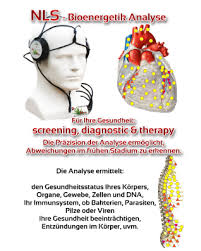 NLS - Bioenergetik Analyse
Für Ihre Gesundheit:
screening, diagnostic & therapy
Die Präzision der Analyse ermöglicht
Abweichungen im frühen Stadium zu erkennen.
Die Analyse ermittelt:
den Gesundheitsstatus Ihres Körpers,
Organe, Gewebe, Zellen und DNA,
Ihr Immunsystem, ob Bahterien, Parasiten,
Pilze oder Viren
Ihre Gesundheit beeinträchtigen,
Entzündungen im Körper, uvm.